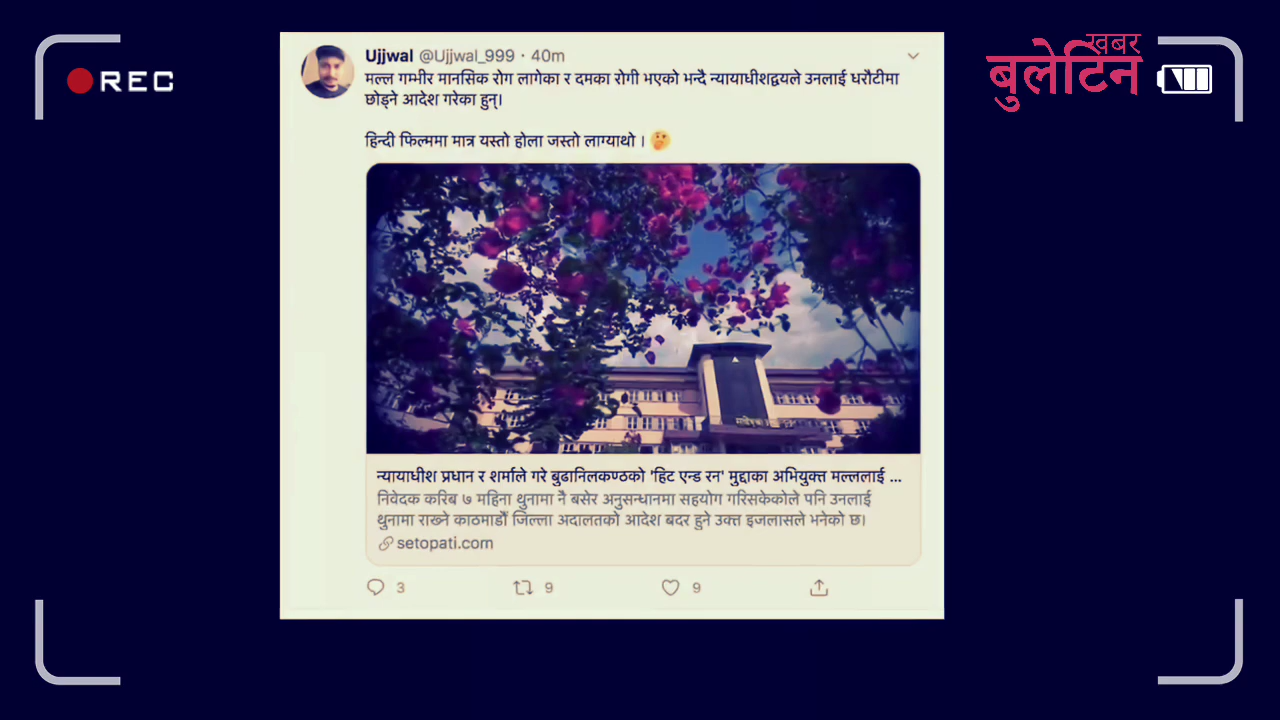 REC
खबर
बुलेटिन
Ujjwal @Ujjwal_999 · 40m
मल्ल गम्भीर मानसिक रोग लागेका र दमका रोगी भएको भन्दै न्यायाधीशद्वयले उनलाई धरौटीमा
छोड्ने आदेश गरेका हुन्।
हिन्दी फिल्ममा मात्र यस्तो होला जस्तो लाग्याथो । 🤔
न्यायाधीश प्रधान र शर्माले गरे बुढानिलकण्ठको 'हिट एन्ड रन' मुद्दाका अभियुक्त मल्ललाई ...
निवेदक करिब ७ महिना थुनामा नै बसेर अनुसन्धानमा सहयोग गरिसकेकोले पनि उनलाई
थुनामा राख्ने काठमाडौं जिल्ला अदालतको आदेश बदर हुने उक्त इजलासले भनेको छ।
setopati.com
3 9 9